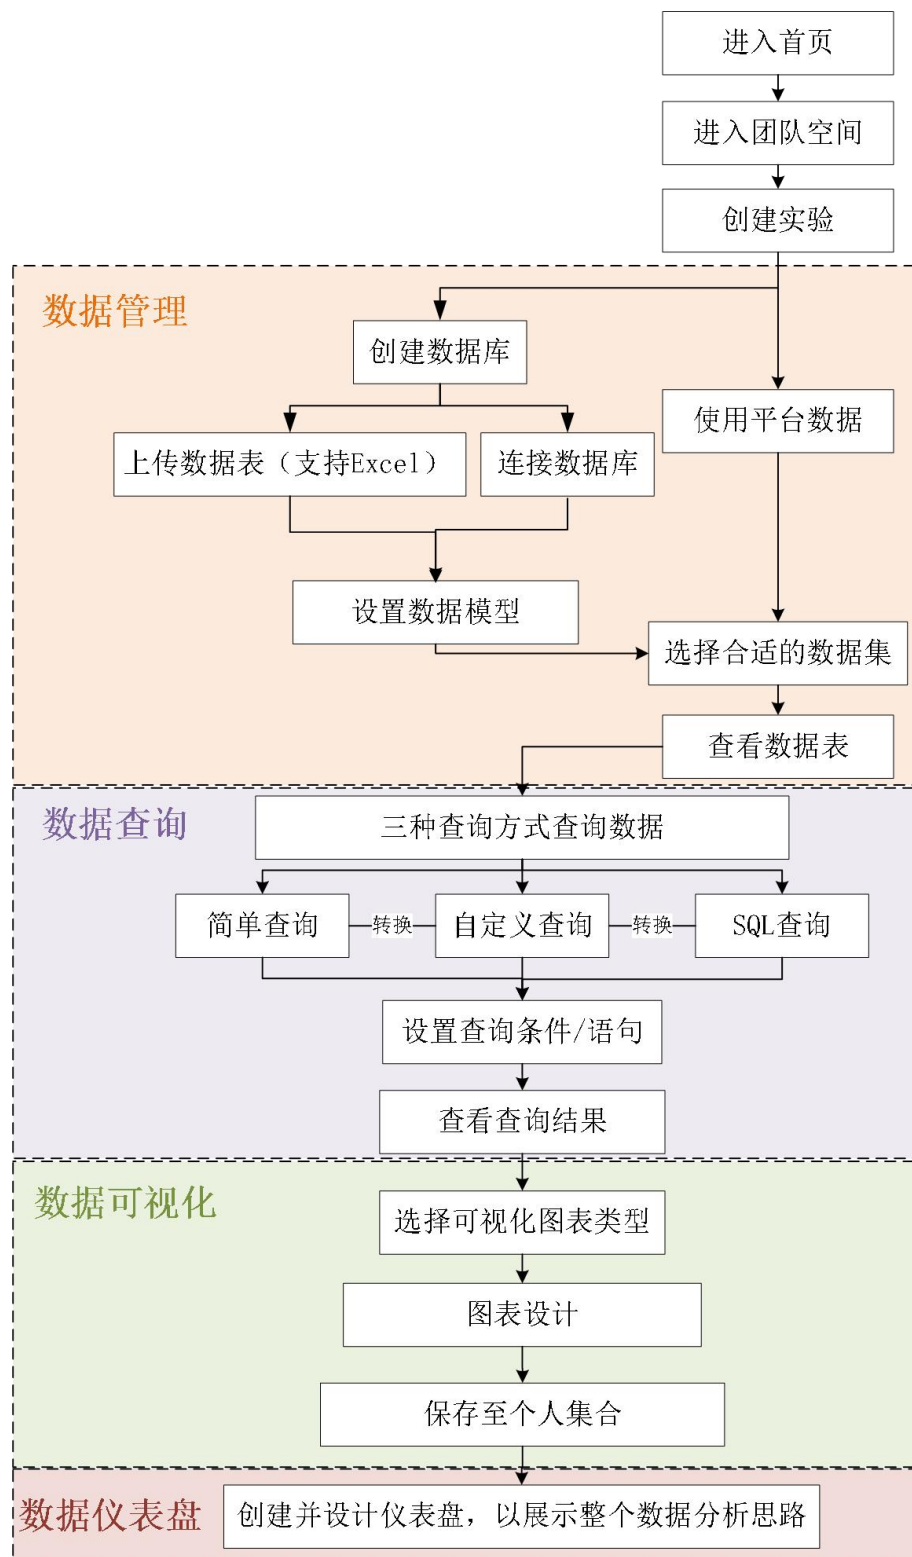 进入首页
进入团队空间
创建实验
数据管理
创建数据库
使用平台数据
上传数据表（支持Excel）
连接数据库
设置数据模型
选择合适的数据集
查看数据表
数据查询
三种查询方式查询数据
简单查询
转换
自定义查询
转换
SQL查询
设置查询条件/语句
查看查询结果
数据可视化
选择可视化图表类型
图表设计
保存至个人集合
数据仪表盘
创建并设计仪表盘，以展示整个数据分析思路